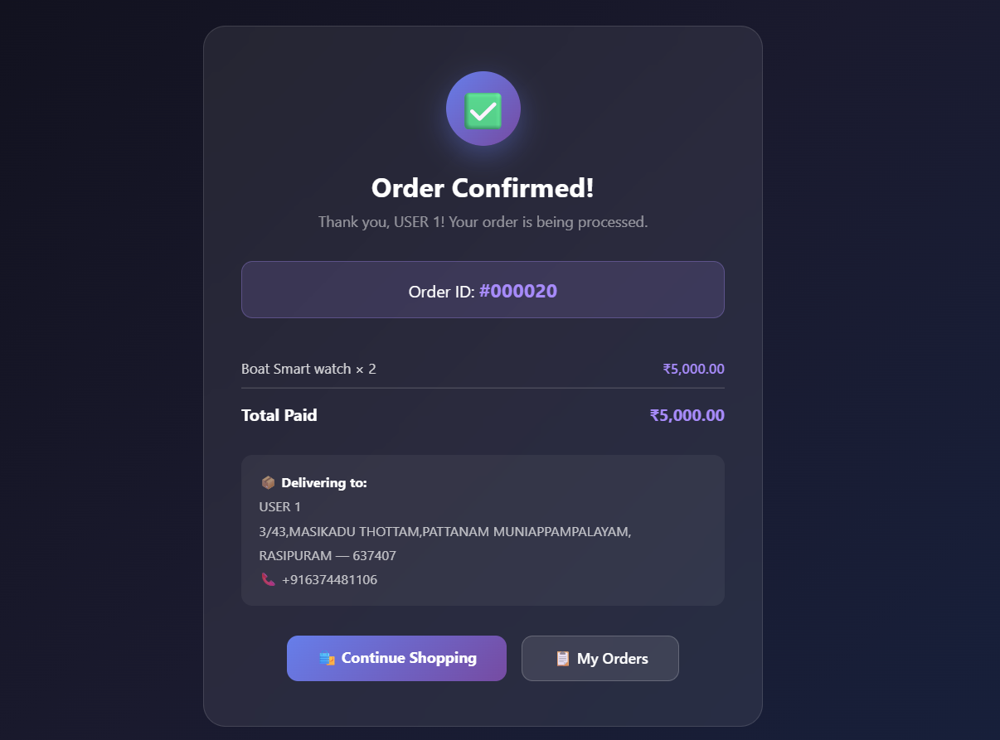 Order Confirmed!
Thank you, USER 1! Your order is being processed.
Order ID: #000020
Boat Smart watch × 2 ₹5,000.00
Total Paid ₹5,000.00
Delivering to:
USER 1
3/43,MASIKADU THOTTAM,PATTANAM MUNIAPPAMPALAYAM,
RASIPURAM — 637407
+916374481106
Continue Shopping
My Orders